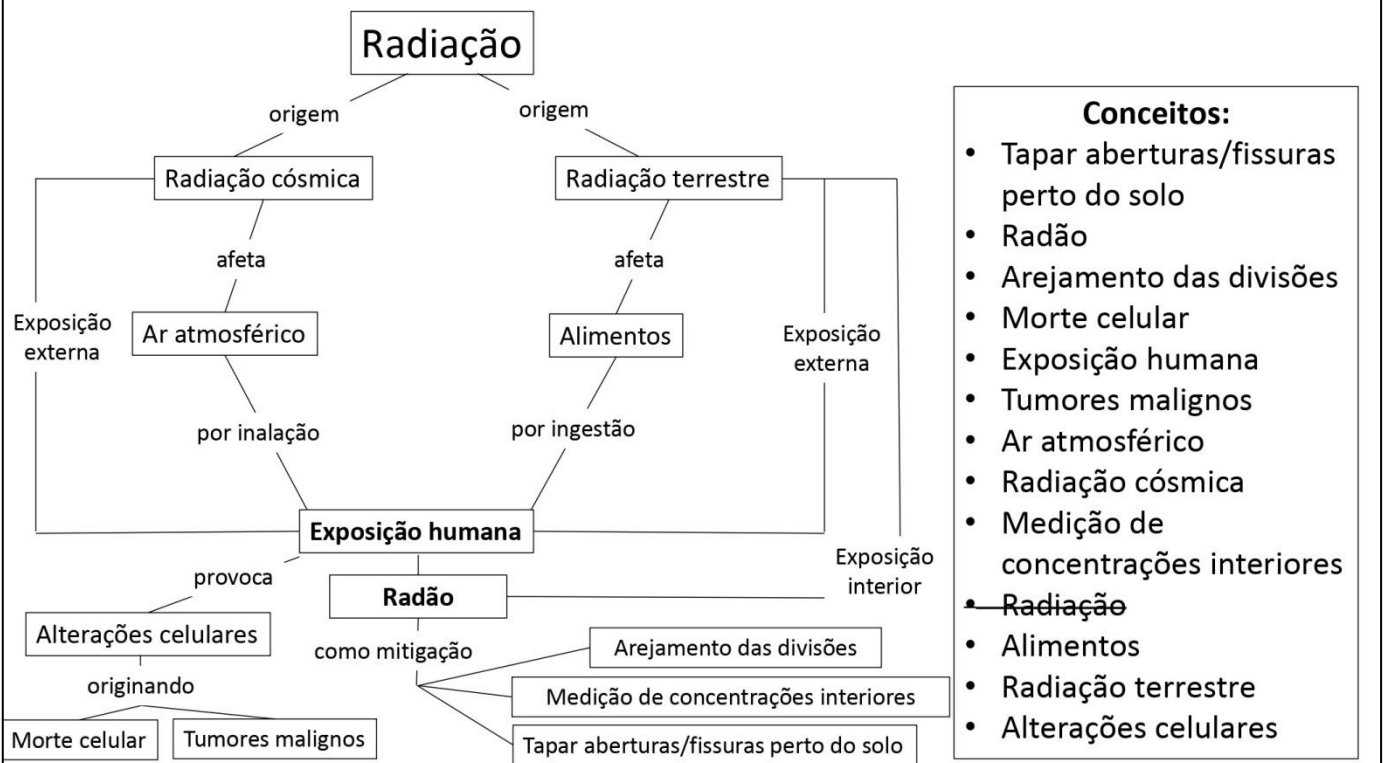 Radiação
origem
origem
Radiação cósmica
Radiação terrestre
afeta
afeta
Exposição
externa
Ar atmosférico
Alimentos
Exposição
externa
por inalação
por ingestão
Exposição humana
Exposição
interior
provoca
Radão
Alterações celulares
como mitigação
Arejamento das divisões
originando
Medição de concentrações interiores
Morte celular
Tumores malignos
Tapar aberturas/fissuras perto do solo
Conceitos:
• Tapar aberturas/fissuras
perto do solo
• Radão
• Arejamento das divisões
• Morte celular
• Exposição humana
• Tumores malignos
• Ar atmosférico
• Radiação cósmica
• Medição de
concentrações interiores
• Radiação
• Alimentos
• Radiação terrestre
• Alterações celulares